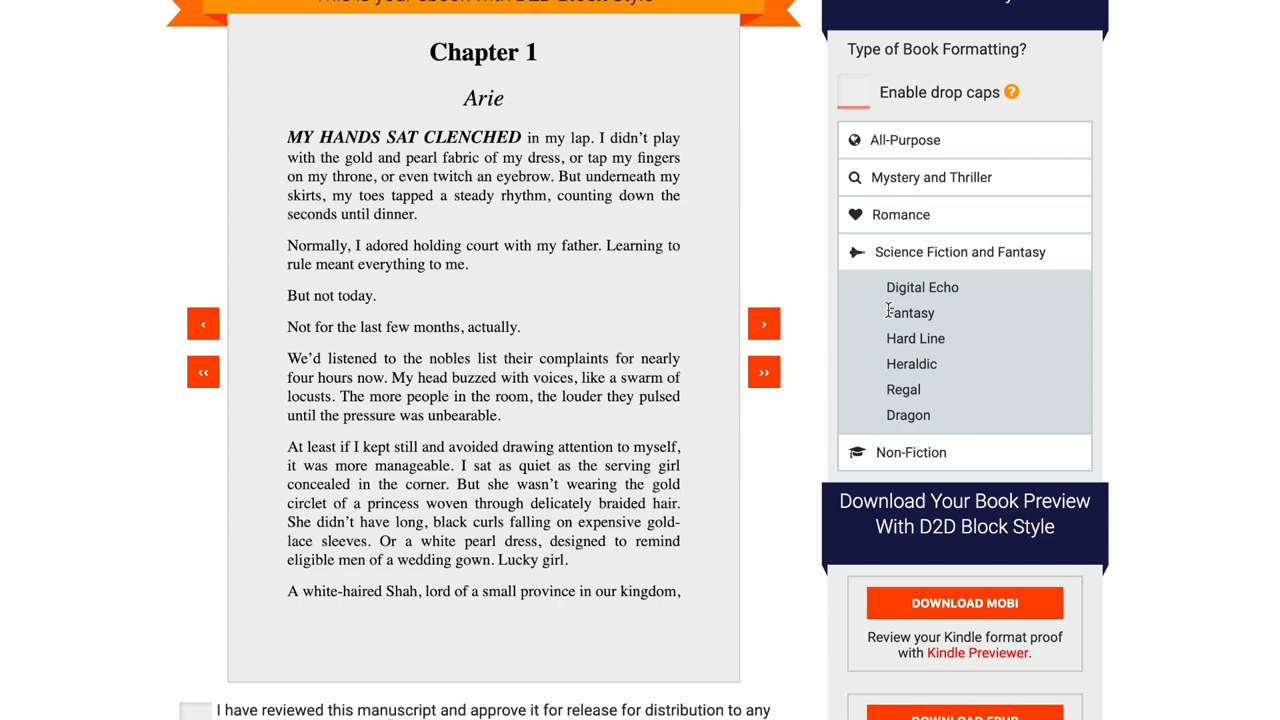 This is your ebook with D2D Block Style
Chapter 1
Arie
MY HANDS SAT CLENCHED in my lap. I didn't play
with the gold and pearl fabric of my dress, or tap my fingers
on my throne, or even twitch an eyebrow. But underneath my
skirts, my toes tapped a steady rhythm, counting down the
seconds until dinner.
Normally, I adored holding court with my father. Learning to
rule meant everything to me.
But not today.
Not for the last few months, actually.
We'd listened to the nobles list their complaints for nearly
four hours now. My head buzzed with voices, like a swarm of
locusts. The more people in the room, the louder they pulsed
until the pressure was unbearable.
At least if I kept still and avoided drawing attention to myself,
it was more manageable. I sat as quiet as the serving girl
concealed in the corner. But she wasn't wearing the gold
circlet of a princess woven through delicately braided hair.
She didn't have long, black curls falling on expensive gold-
lace sleeves. Or a white pearl dress, designed to remind
eligible men of a wedding gown. Lucky girl.
A white-haired Shah, lord of a small province in our kingdom,
‹
‹‹
›
››
I have reviewed this manuscript and approve it for release for distribution to any
Type of Book Formatting?
Enable drop caps ?
All-Purpose
Mystery and Thriller
Romance
Science Fiction and Fantasy
Digital Echo
Fantasy
Hard Line
Heraldic
Regal
Dragon
Non-Fiction
Download Your Book Preview
With D2D Block Style
DOWNLOAD MOBI
Review your Kindle format proof
with Kindle Previewer.
DOWNLOAD EPUB